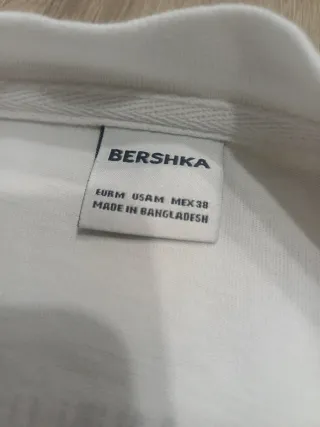 BERSHKA
EUR M USA M MEX 38
MADE IN BANGLADESH